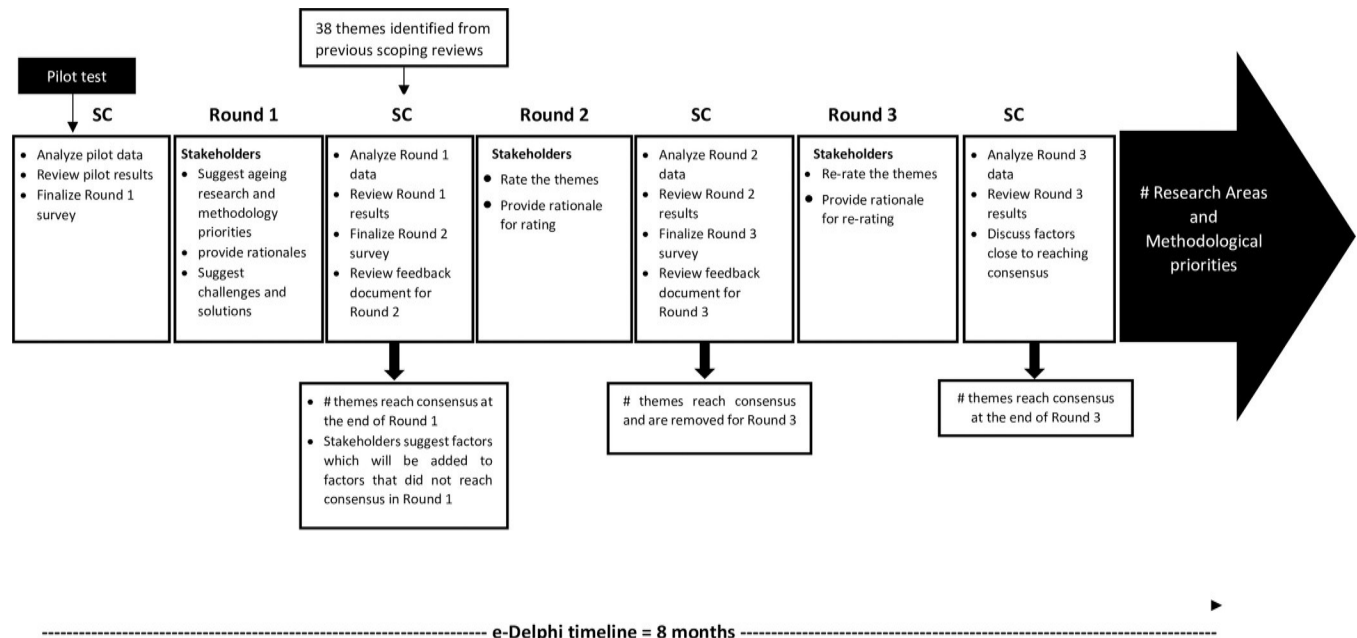 38 themes identified from
previous scoping reviews
Pilot test
SC
Round 1
SC
Round 2
SC
Round 3
SC
• Analyze pilot data
• Review pilot results
• Finalize Round 1
survey
Stakeholders
• Suggest ageing
research and
methodology
priorities
• provide rationales
• Suggest
challenges and
solutions
• Analyze Round 1
data
• Review Round 1
results
• Finalize Round 2
survey
• Review feedback
document for
Round 2
Stakeholders
• Rate the themes
• Provide rationale
for rating
• Analyze Round 2
data
• Review Round 2
results
• Finalize Round 3
survey
• Review feedback
document for
Round 3
Stakeholders
• Re-rate the themes
• Provide rationale
for re-rating
• Analyze Round 3
data
• Review Round 3
results
• Discuss factors
close to reaching
consensus
# Research Areas
and
Methodological
priorities
• # themes reach consensus at
the end of Round 1
• Stakeholders suggest factors
which will be added to
factors that did not reach
consensus in Round 1
# themes reach consensus
and are removed for Round 3
# themes reach consensus
at the end of Round 3
e-Delphi timeline = 8 months